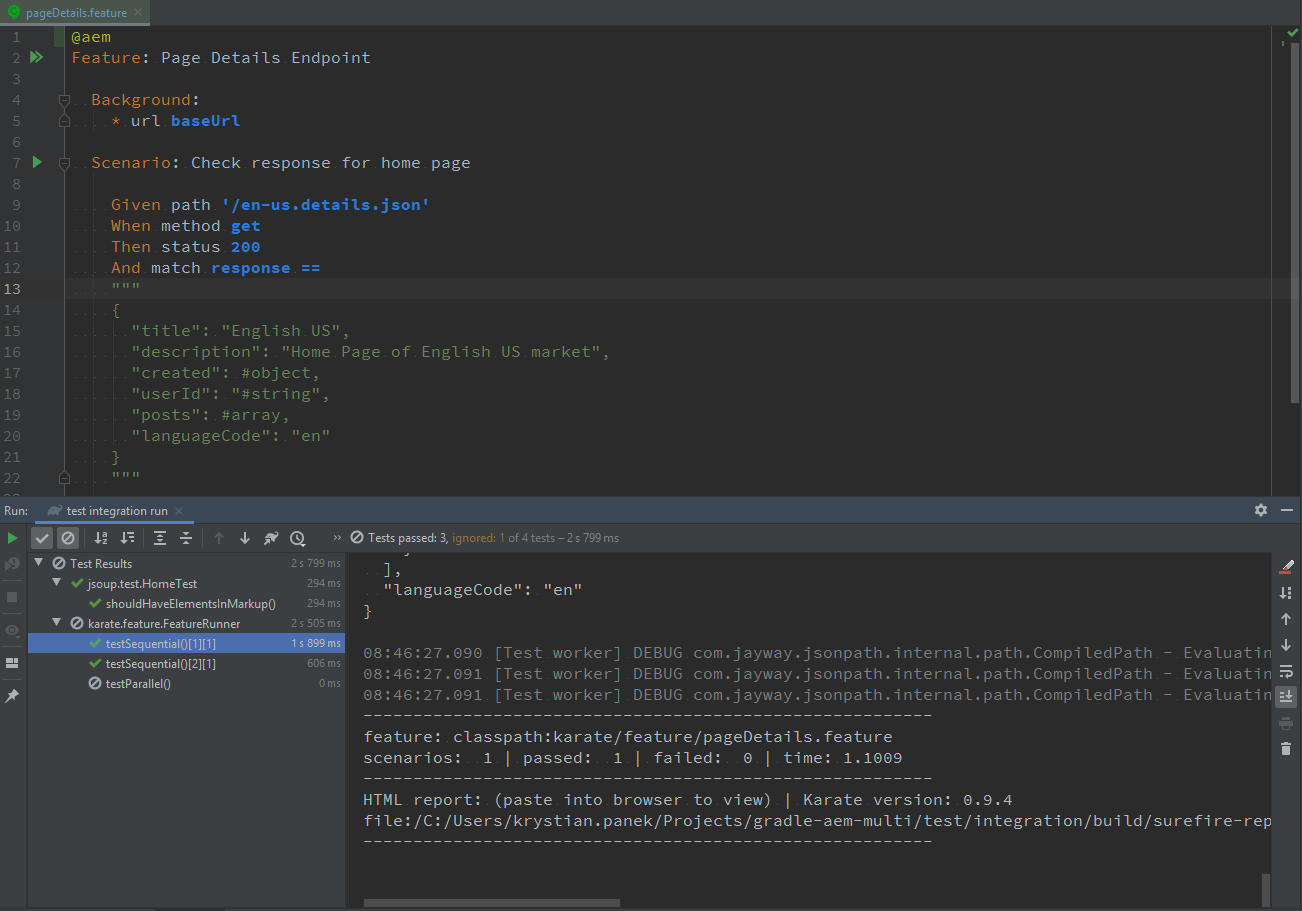 pageDetails.feature
1 @aem
2 Feature: Page Details Endpoint
3
4 Background:
5 * url baseUrl
6
7 Scenario: Check response for home page
8
9 Given path '/en-us.details.json'
10 When method get
11 Then status 200
12 And match response ==
13 """
14 {
15 "title": "English US",
16 "description": "Home Page of English US market",
17 "created": #object,
18 "userId": "#string",
19 "posts": #array,
20 "languageCode": "en"
21 }
22 """
Run: test integration run
Tests passed: 3, ignored: 1 of 4 tests – 2 s 799 ms
Test Results 2 s 799 ms
jsoup.test.HomeTest 294 ms
shouldHaveElementsInMarkup() 294 ms
karate.feature.FeatureRunner 2 s 505 ms
testSequential()[1][1] 1 s 899 ms
testSequential()[2][1] 606 ms
testParallel() 0 ms
],
"languageCode": "en"
}
08:46:27.090 [Test worker] DEBUG com.jayway.jsonpath.internal.path.CompiledPath - Evaluatin
08:46:27.091 [Test worker] DEBUG com.jayway.jsonpath.internal.path.CompiledPath - Evaluatin
08:46:27.091 [Test worker] DEBUG com.jayway.jsonpath.internal.path.CompiledPath - Evaluatin
---------------------------------------------------------
feature: classpath:karate/feature/pageDetails.feature
scenarios: 1 | passed: 1 | failed: 0 | time: 1.1009
---------------------------------------------------------
HTML report: (paste into browser to view) | Karate version: 0.9.4
file:/C:/Users/krystian.panek/Projects/gradle-aem-multi/test/integration/build/surefire-rep
---------------------------------------------------------